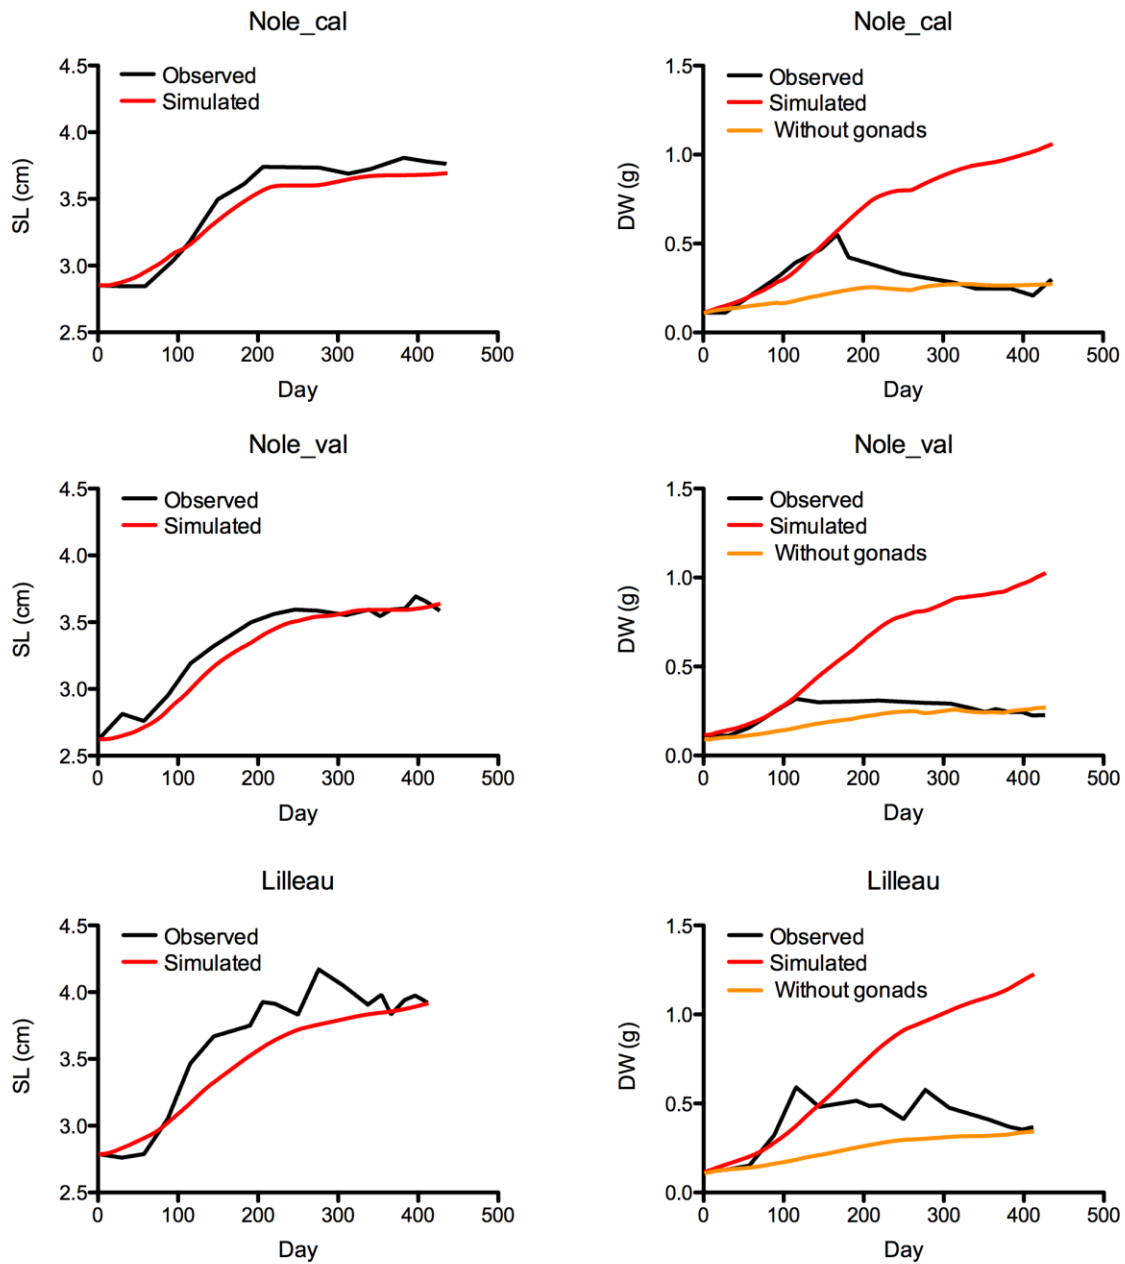 Nole_cal
4.5
4.0
3.5
3.0
2.5
SL (cm)
Observed
Simulated
0 100 200 300 400 500
Day
Nole_cal
1.5
1.0
0.5
0.0
DW (g)
Observed
Simulated
Without gonads
0 100 200 300 400 500
Day
Nole_val
4.5
4.0
3.5
3.0
2.5
SL (cm)
Observed
Simulated
0 100 200 300 400 500
Day
Nole_val
1.5
1.0
0.5
0.0
DW (g)
Observed
Simulated
Without gonads
0 100 200 300 400 500
Day
Lilleau
4.5
4.0
3.5
3.0
2.5
SL (cm)
Observed
Simulated
0 100 200 300 400 500
Day
Lilleau
1.5
1.0
0.5
0.0
DW (g)
Observed
Simulated
Without gonads
0 100 200 300 400 500
Day